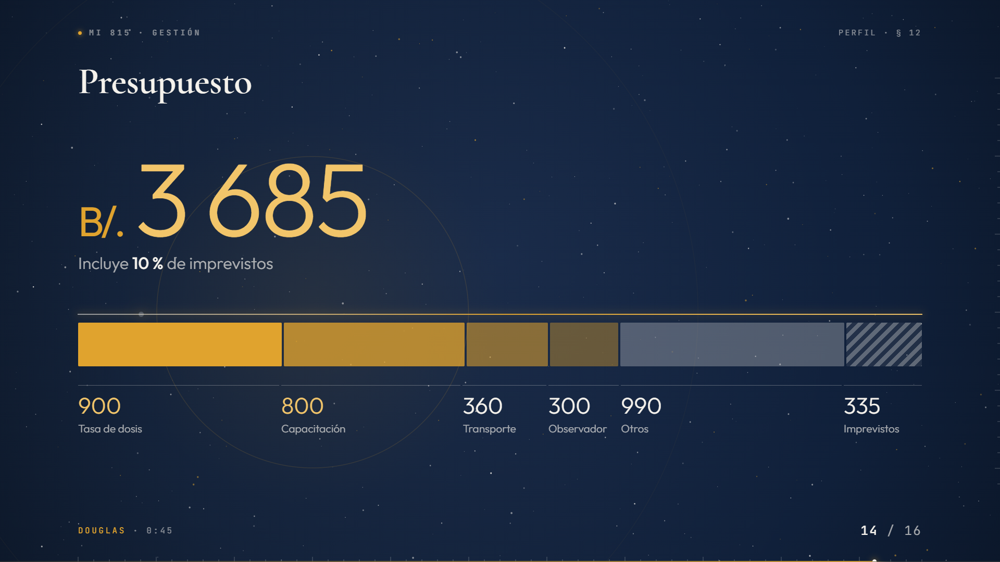 MI 815 · GESTIÓN
PERFIL · § 12
Presupuesto
B/. 3 685
Incluye 10 % de imprevistos
900 800 360 300 990 335
Tasa de dosis Capacitación Transporte Observador Otros Imprevistos
DOUGLAS · 0:45
14 / 16